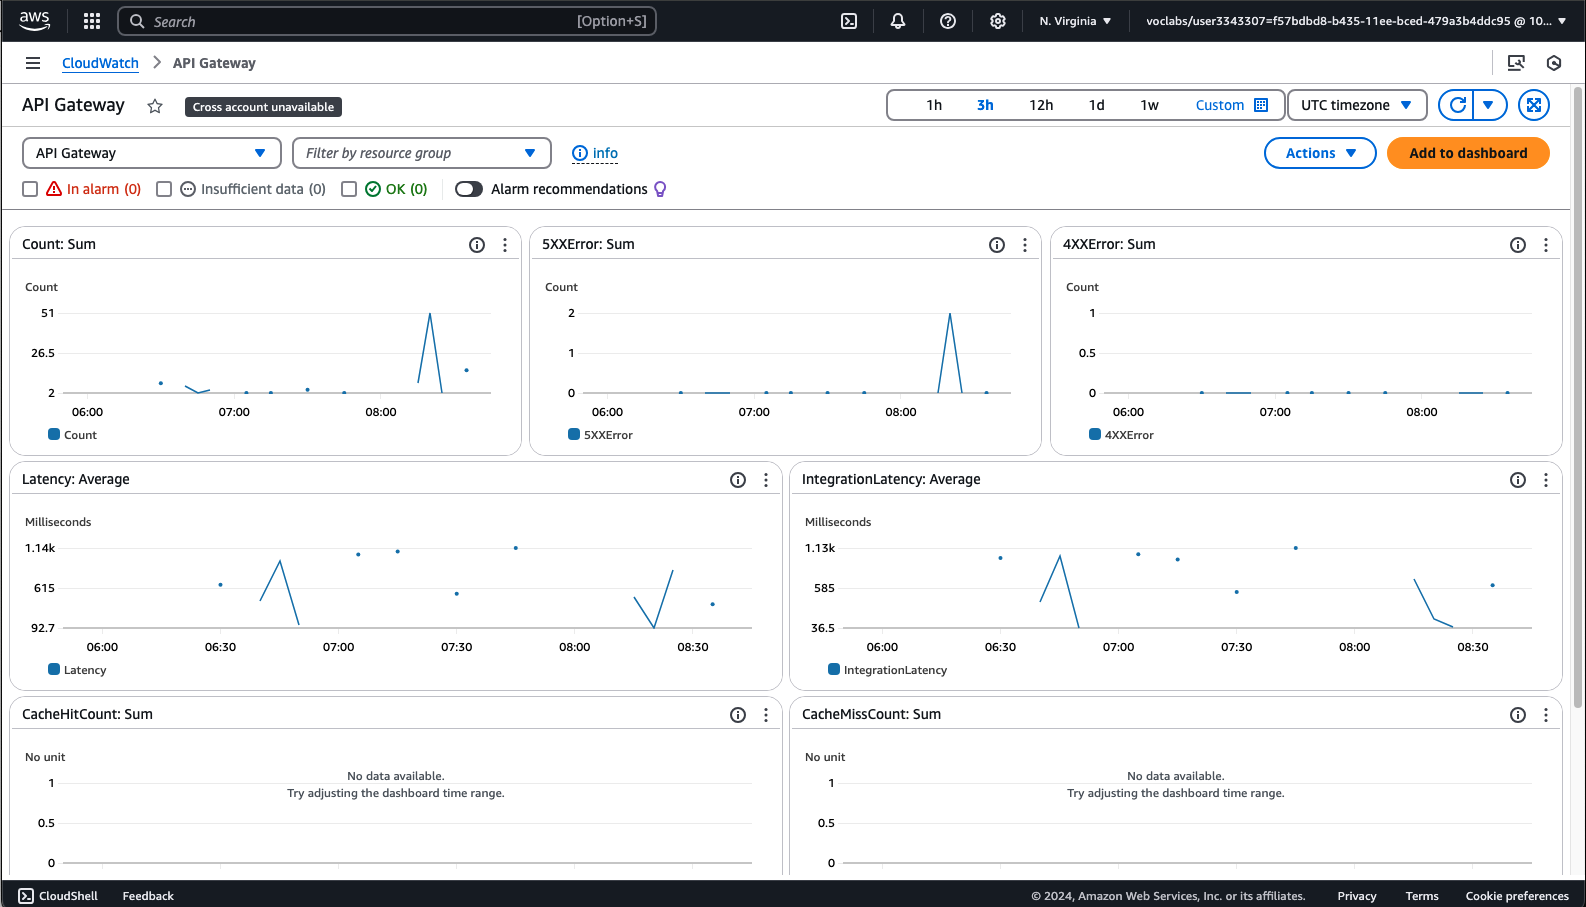 aws Search [Option+S] N. Virginia voclabs/user3343307=f57bdbd8-b435-11ee-bced-479a3b4ddc95 @ 10...
CloudWatch API Gateway
API Gateway Cross account unavailable 1h 3h 12h 1d 1w Custom UTC timezone
API Gateway Filter by resource group info Actions Add to dashboard
In alarm (0) Insufficient data (0) OK (0) Alarm recommendations
Count: Sum
Count
51
26.5
2
06:00 07:00 08:00
Count
5XXError: Sum
Count
2
1
0
06:00 07:00 08:00
5XXError
4XXError: Sum
Count
1
0.5
0
06:00 07:00 08:00
4XXError
Latency: Average
Milliseconds
1.14k
615
92.7
06:00 06:30 07:00 07:30 08:00 08:30
Latency
IntegrationLatency: Average
Milliseconds
1.13k
585
36.5
06:00 06:30 07:00 07:30 08:00 08:30
IntegrationLatency
CacheHitCount: Sum
No unit
1
0.5
0
No data available.
Try adjusting the dashboard time range.
CacheMissCount: Sum
No unit
1
0.5
0
No data available.
Try adjusting the dashboard time range.
CloudShell Feedback © 2024, Amazon Web Services, Inc. or its affiliates. Privacy Terms Cookie preferences